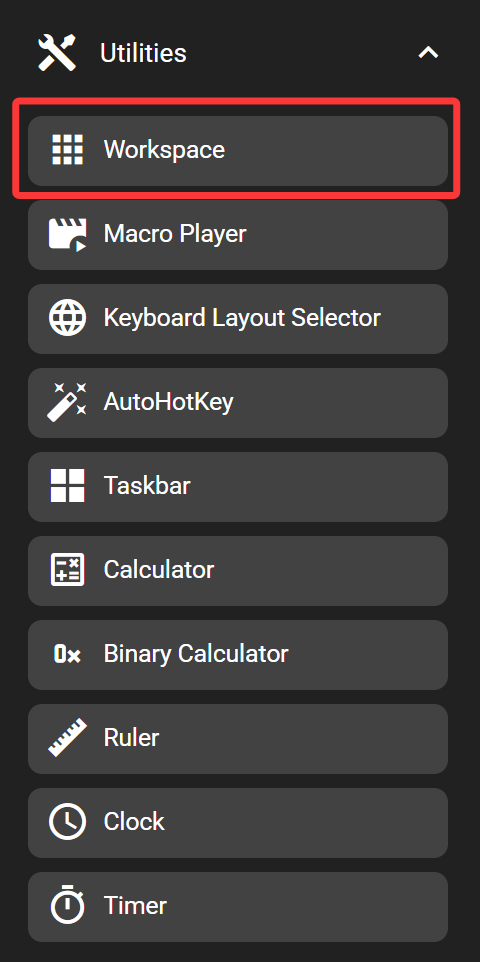 Utilities
Workspace
Macro Player
Keyboard Layout Selector
AutoHotKey
Taskbar
Calculator
0x Binary Calculator
Ruler
Clock
Timer